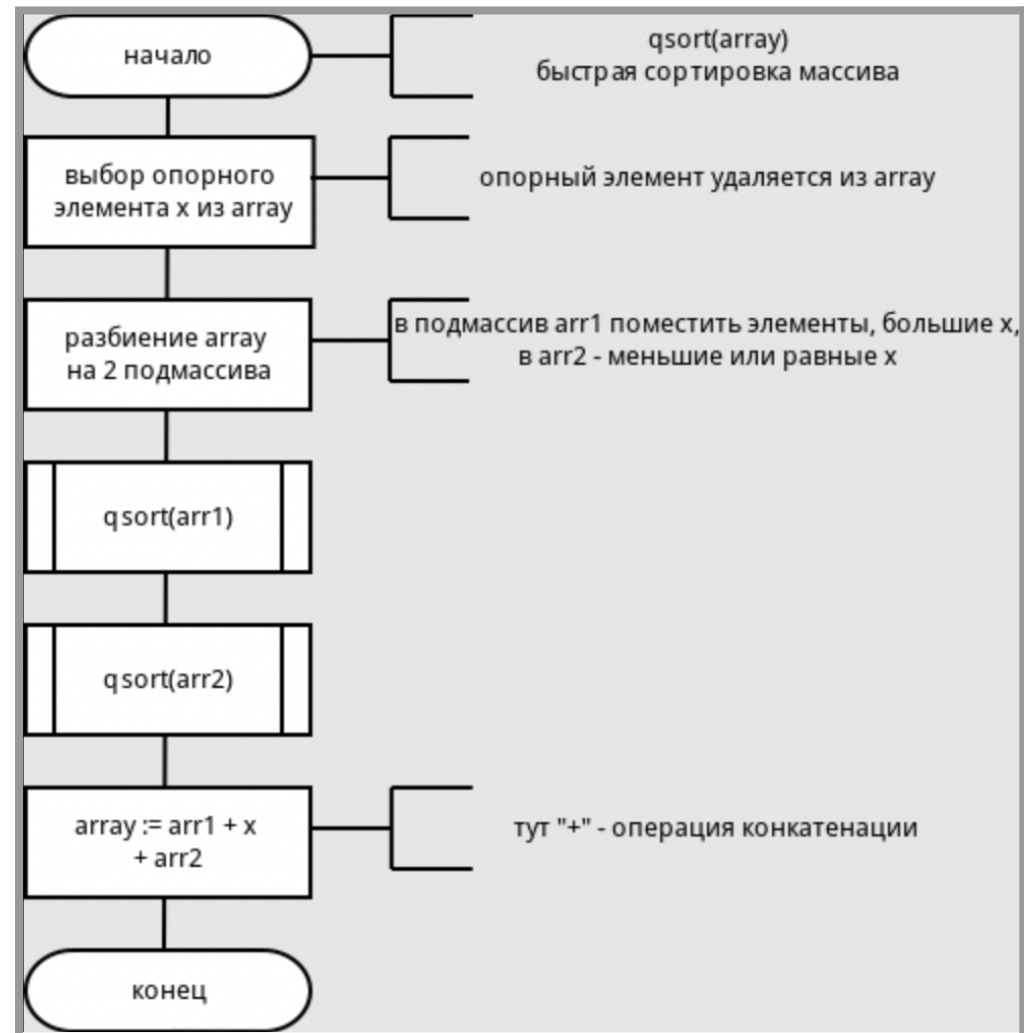 начало
qsort(array)
быстрая сортировка массива
выбор опорного
элемента x из array
опорный элемент удаляется из array
разбиение array
на 2 подмассива
в подмассив arr1 поместить элементы, большие x,
в arr2 - меньшие или равные x
qsort(arr1)
qsort(arr2)
array := arr1 + x
+ arr2
тут "+" - операция конкатенации
конец